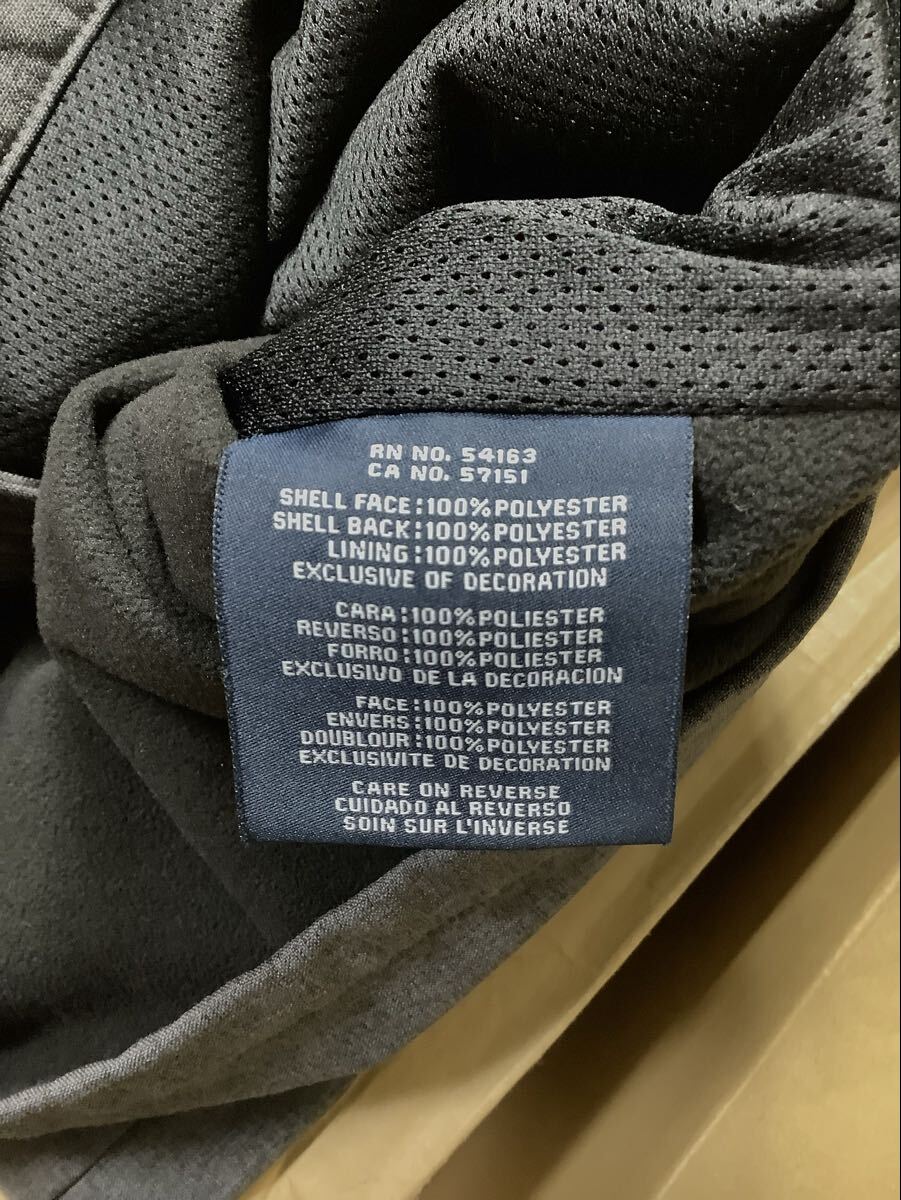 RN NO. 54163
CA NO. 57151
SHELL FACE:100%POLYESTER
SHELL BACK:100%POLYESTER
LINING:100%POLYESTER
EXCLUSIVE OF DECORATION
CARA:100%POLIESTER
REVERSO:100%POLIESTER
FORRO:100%POLIESTER
EXCLUSIVO DE LA DECORACION
FACE:100%POLYESTER
ENVERS:100%POLYESTER
DOUBLOUR:100%POLYESTER
EXCLUSIVITE DE DECORATION
CARE ON REVERSE
CUIDADO AL REVERSO
SOIN SUR L'INVERSE